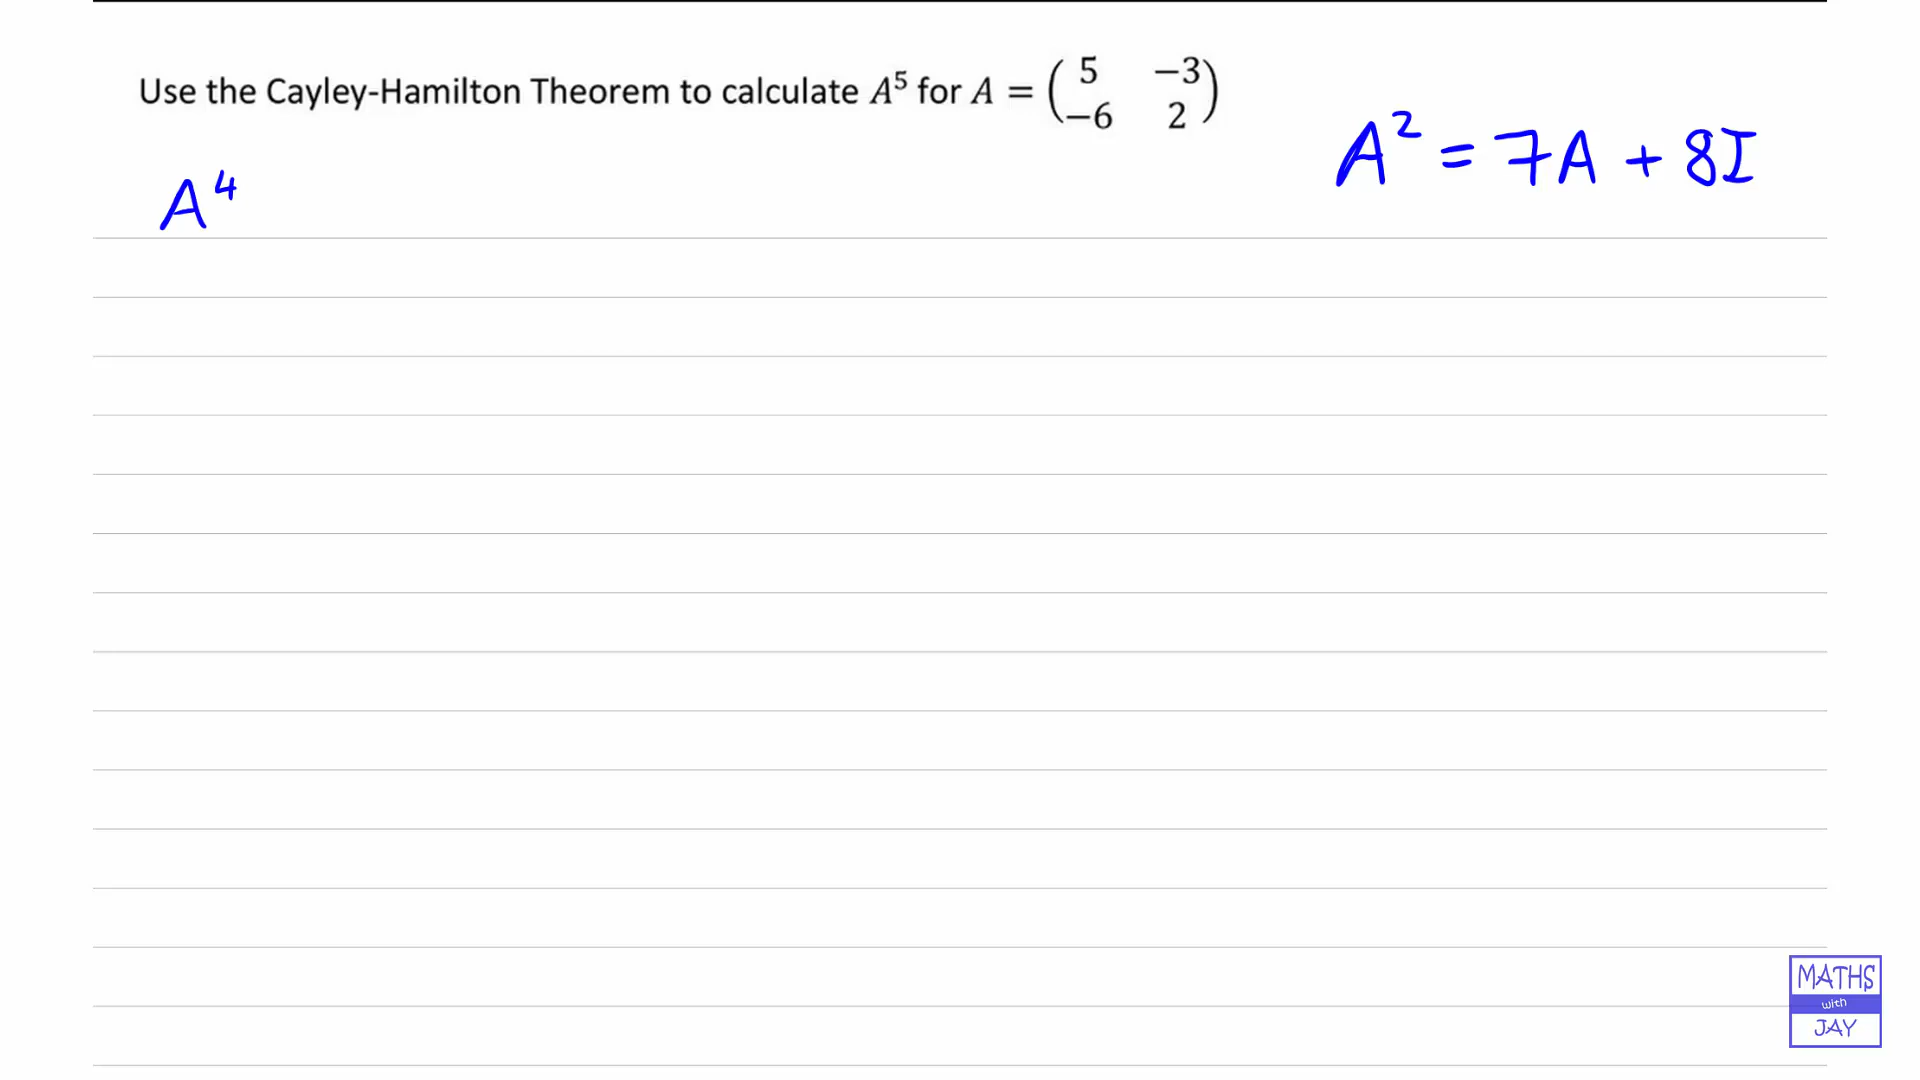 Use the Cayley-Hamilton Theorem to calculate A⁵ for A = (5 −3
−6 2)
A² = 7A + 8I
A⁴
MATHS
with
JAY